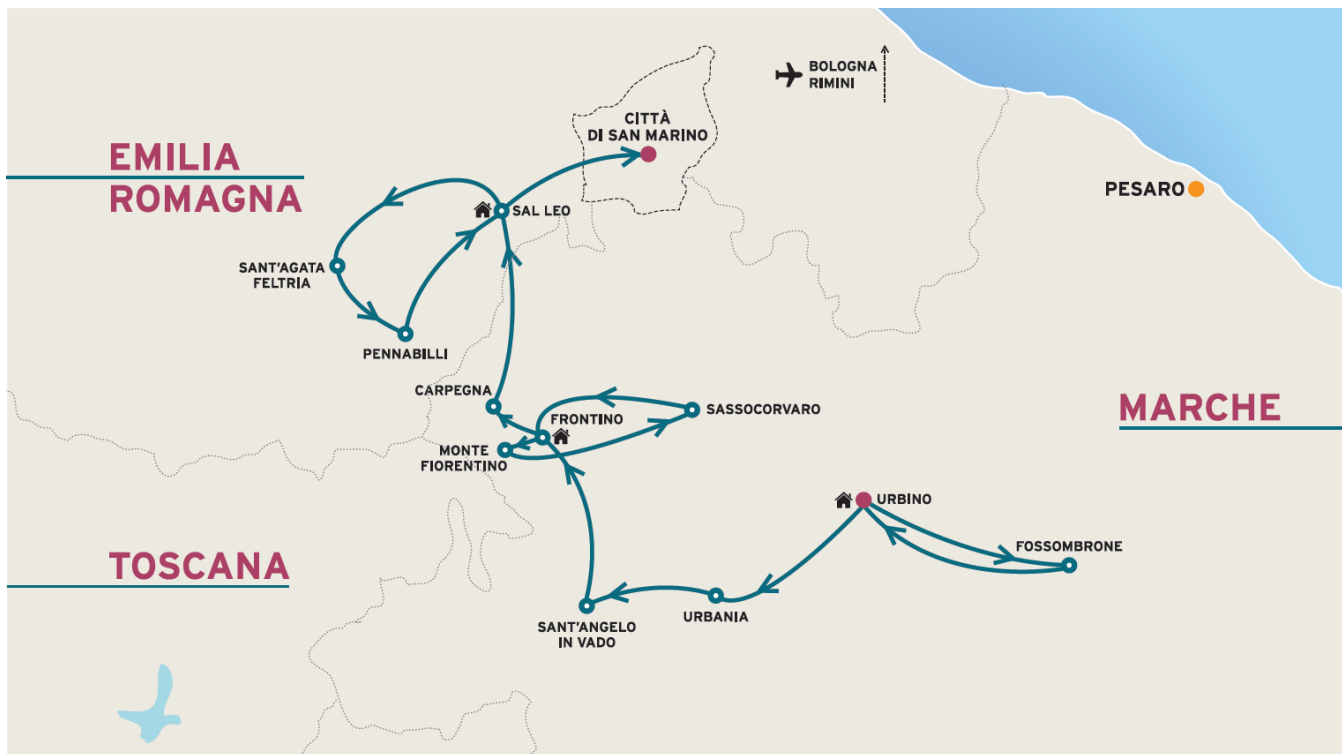 BOLOGNA
RIMINI
CITTÀ
DI SAN MARINO
EMILIA
ROMAGNA
PESARO
SAL LEO
SANT'AGATA
FELTRIA
PENNABILLI
CARPEGNA
FRONTINO
SASSOCORVARO
MARCHE
MONTE
FIORENTINO
URBINO
FOSSOMBRONE
TOSCANA
URBANIA
SANT'ANGELO
IN VADO